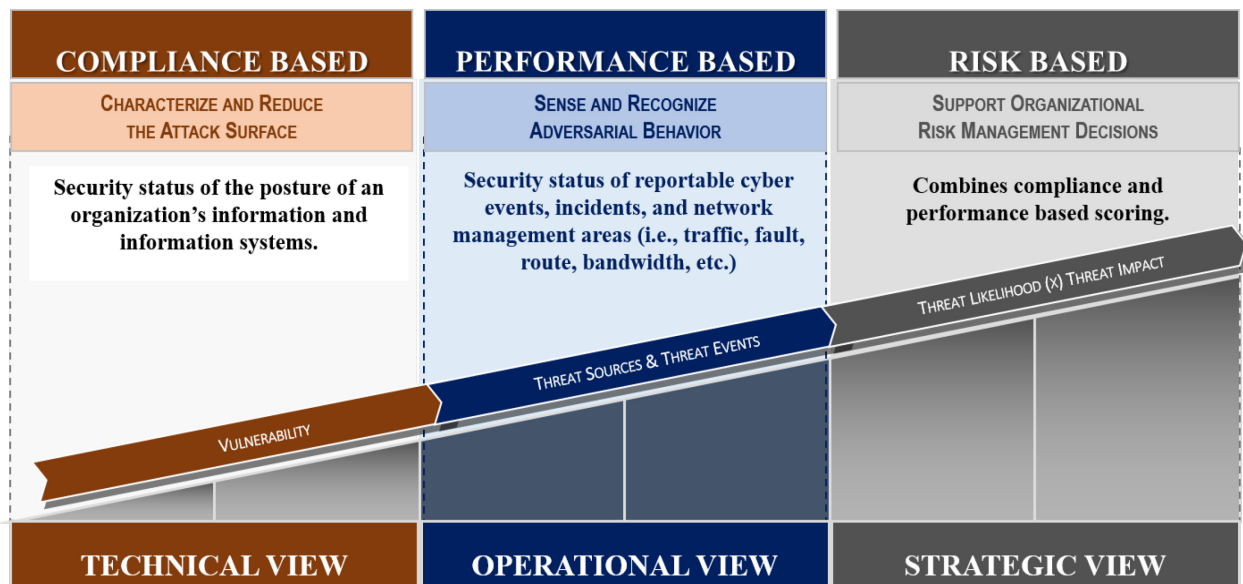 COMPLIANCE BASED
CHARACTERIZE AND REDUCE
THE ATTACK SURFACE
Security status of the posture of an
organization's information and
information systems.
PERFORMANCE BASED
SENSE AND RECOGNIZE
ADVERSARIAL BEHAVIOR
Security status of reportable cyber
events, incidents, and network
management areas (i.e., traffic, fault,
route, bandwidth, etc.)
RISK BASED
SUPPORT ORGANIZATIONAL
RISK MANAGEMENT DECISIONS
Combines compliance and
performance based scoring.
VULNERABILITY
THREAT SOURCES & THREAT EVENTS
THREAT LIKELIHOOD (X) THREAT IMPACT
TECHNICAL VIEW
OPERATIONAL VIEW
STRATEGIC VIEW